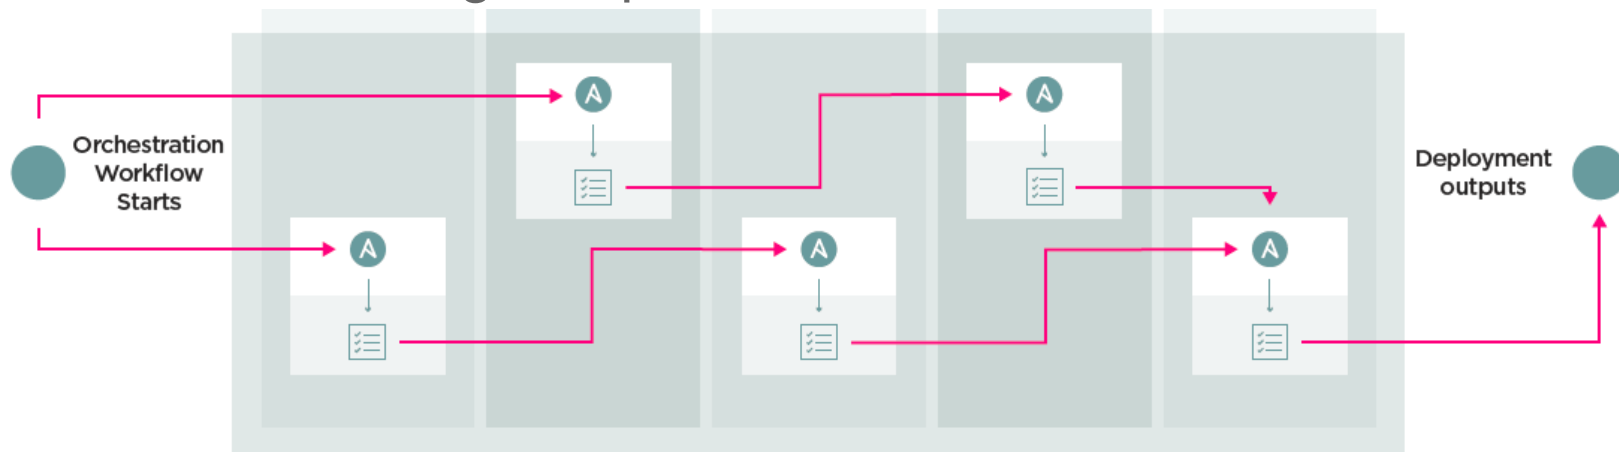 Orchestration
Workflow
Starts
Deployment
outputs